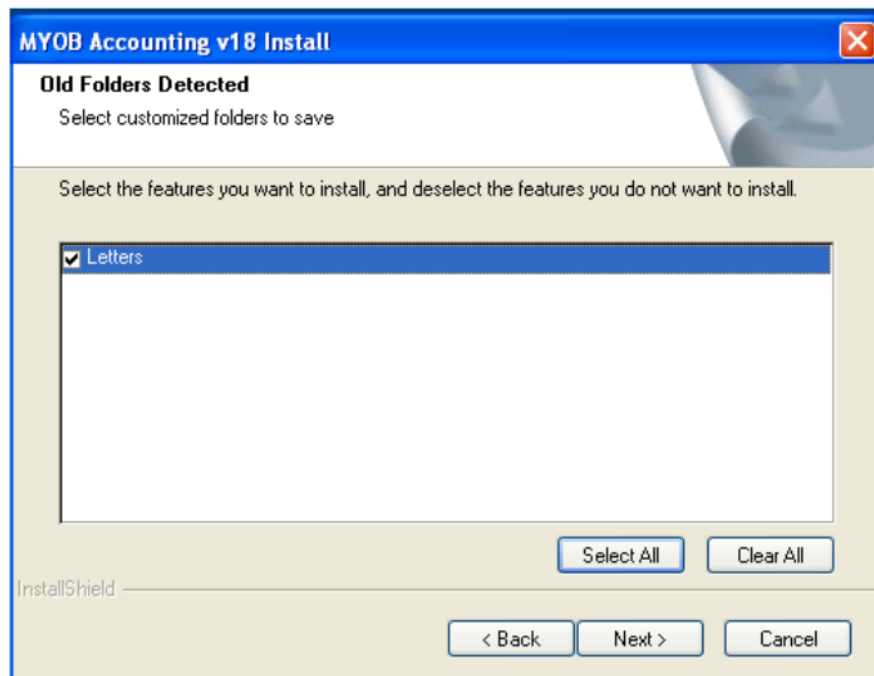 MYOB Accounting v18 Install
Old Folders Detected
Select customized folders to save
Select the features you want to install, and deselect the features you do not want to install.
Letters
Select All
Clear All
InstallShield
< Back
Next >
Cancel